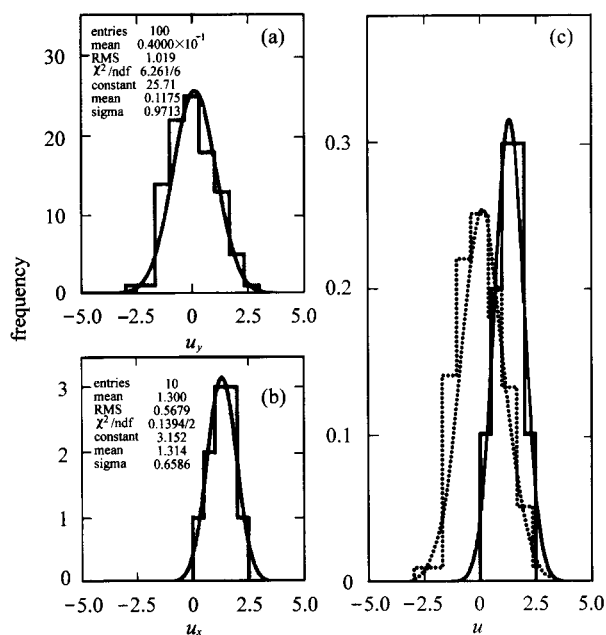 (a)
entries 100
mean 0.4000×10⁻¹
RMS 1.019
χ²/ndf 6.261/6
constant 25.71
mean 0.1175
sigma 0.9713
30
20
10
0
−5.0 −2.5 0 2.5 5.0
u_y
frequency
(b)
entries 10
mean 1.300
RMS 0.5679
χ²/ndf 0.1394/2
constant 3.152
mean 1.314
sigma 0.6586
3
2
1
0
−5.0 −2.5 0 2.5 5.0
u_x
(c)
0.3
0.2
0.1
0
−5.0 −2.5 0 2.5 5.0
u